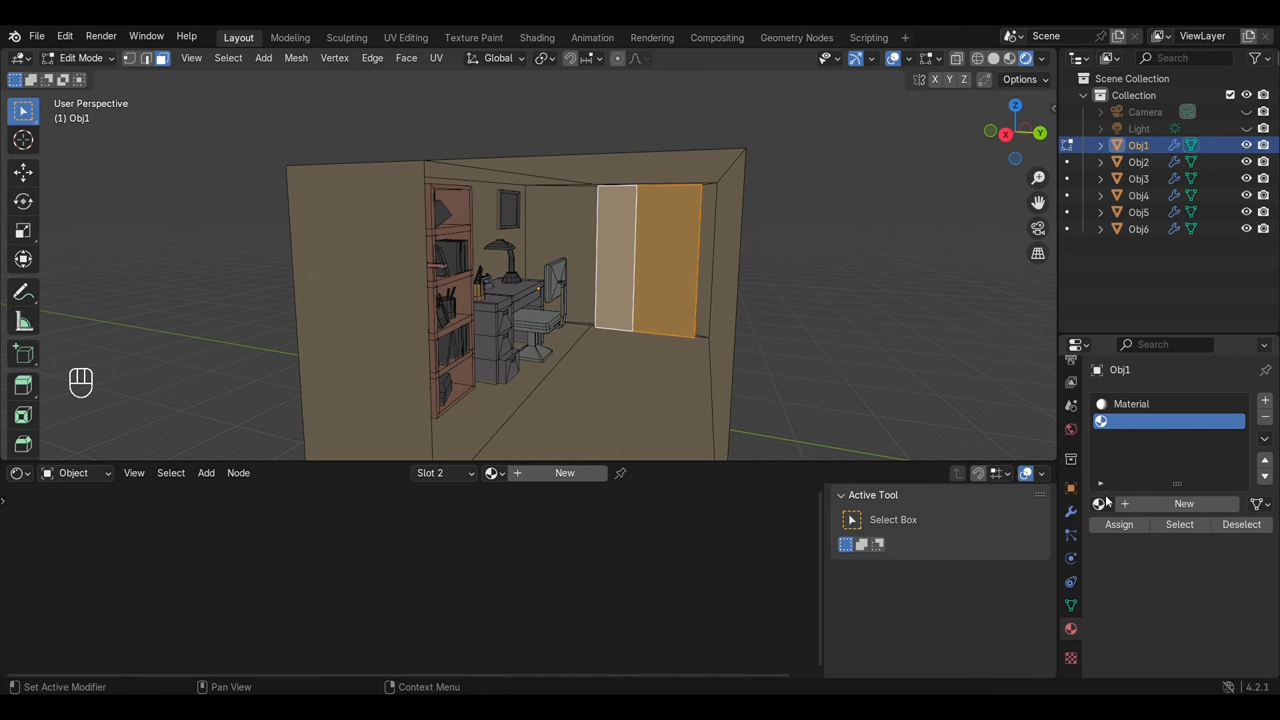 File Edit Render Window Help Layout Modeling Sculpting UV Editing Texture Paint Shading Animation Rendering Compositing Geometry Nodes Scripting + Scene ViewLayer
Edit Mode View Select Add Mesh Vertex Edge Face UV Global Search
X Y Z Options Scene Collection
User Perspective Collection
(1) Obj1 Camera
Light
Obj1
Obj2
Obj3
Obj4
Obj5
Obj6
Z
X Y
Search
Obj1
Material
Object View Select Add Node Slot 2 + New
Active Tool + New
Select Box Assign Select Deselect
Set Active Modifier Pan View Context Menu 4.2.1